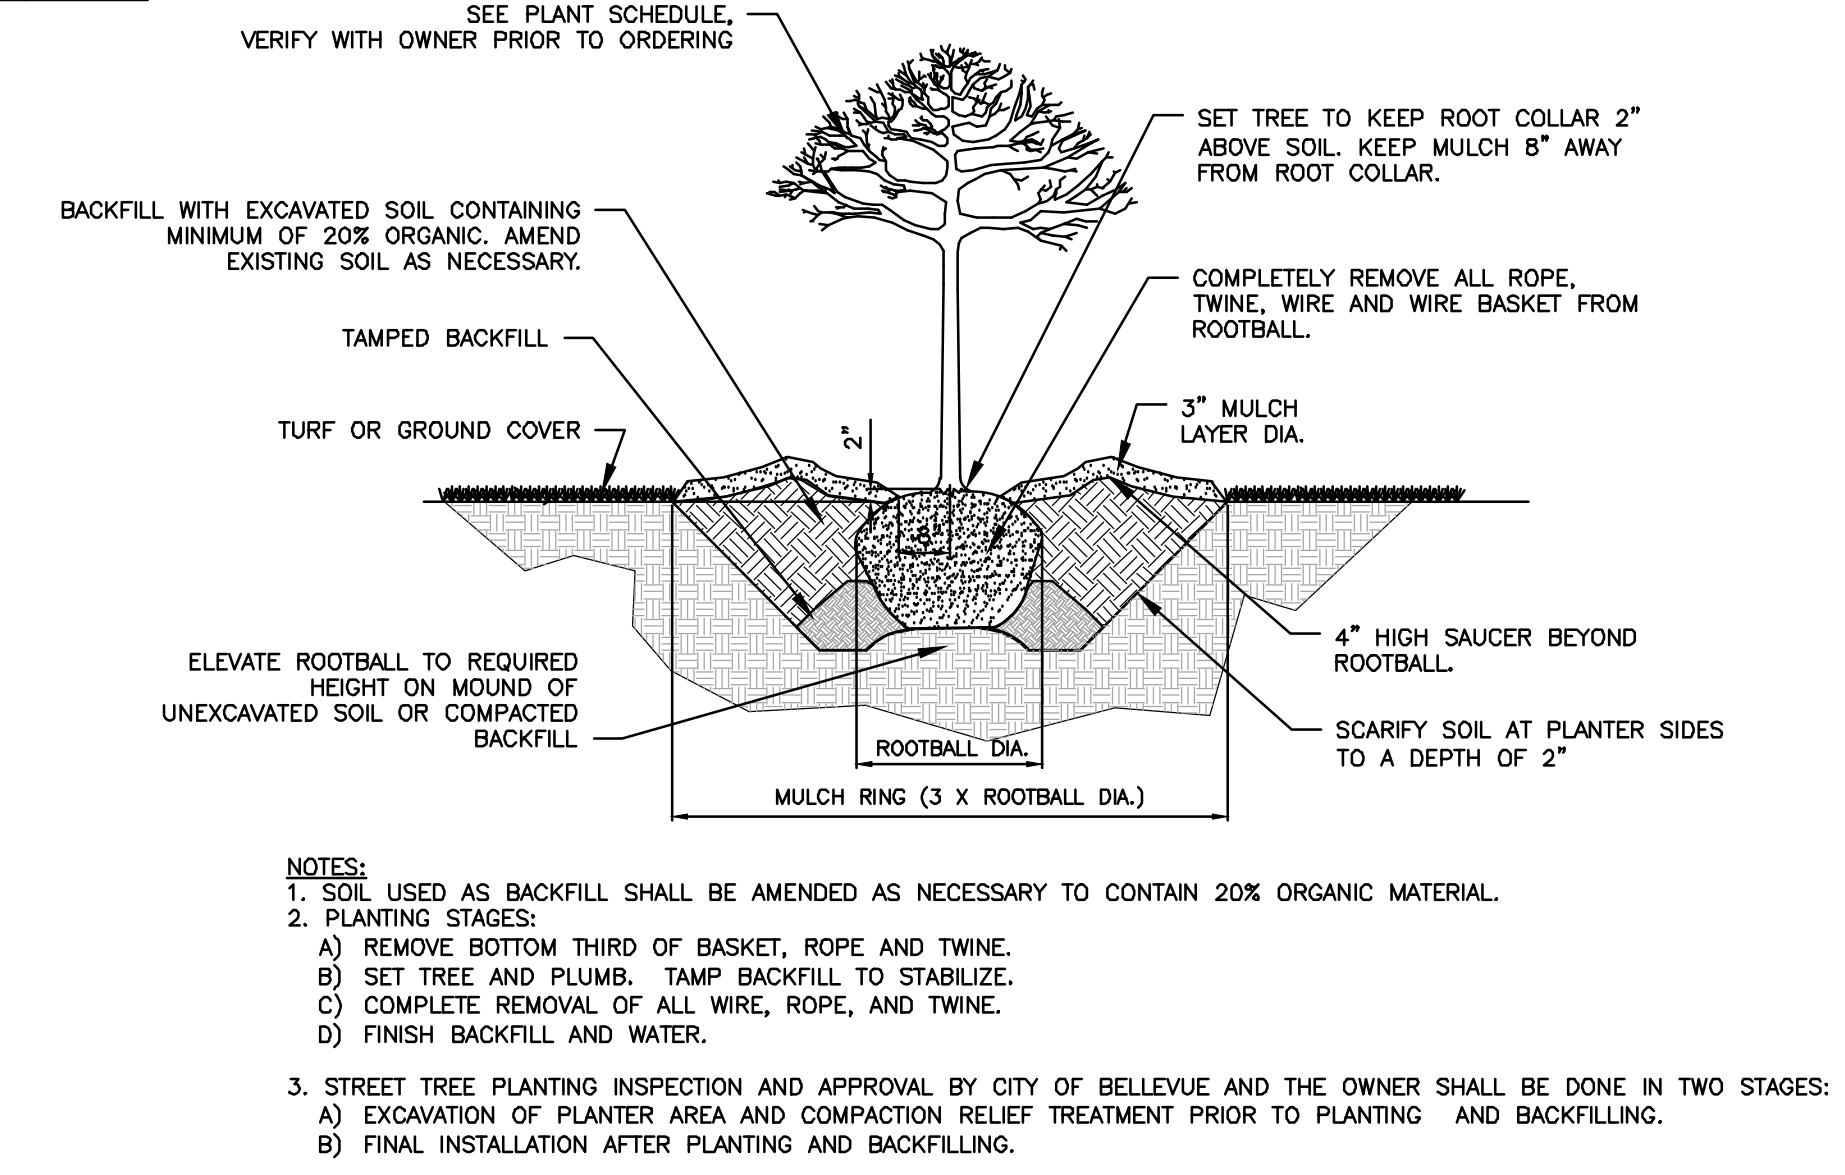 SEE PLANT SCHEDULE,
VERIFY WITH OWNER PRIOR TO ORDERING
SET TREE TO KEEP ROOT COLLAR 2"
ABOVE SOIL. KEEP MULCH 8" AWAY
FROM ROOT COLLAR.
BACKFILL WITH EXCAVATED SOIL CONTAINING
MINIMUM OF 20% ORGANIC. AMEND
EXISTING SOIL AS NECESSARY.
COMPLETELY REMOVE ALL ROPE,
TWINE, WIRE AND WIRE BASKET FROM
ROOTBALL.
TAMPED BACKFILL
3" MULCH
LAYER DIA.
TURF OR GROUND COVER
2"
8"
4" HIGH SAUCER BEYOND
ROOTBALL.
ELEVATE ROOTBALL TO REQUIRED
HEIGHT ON MOUND OF
UNEXCAVATED SOIL OR COMPACTED
BACKFILL
SCARIFY SOIL AT PLANTER SIDES
TO A DEPTH OF 2"
ROOTBALL DIA.
MULCH RING (3 X ROOTBALL DIA.)
NOTES:
1. SOIL USED AS BACKFILL SHALL BE AMENDED AS NECESSARY TO CONTAIN 20% ORGANIC MATERIAL.
2. PLANTING STAGES:
A) REMOVE BOTTOM THIRD OF BASKET, ROPE AND TWINE.
B) SET TREE AND PLUMB. TAMP BACKFILL TO STABILIZE.
C) COMPLETE REMOVAL OF ALL WIRE, ROPE, AND TWINE.
D) FINISH BACKFILL AND WATER.
3. STREET TREE PLANTING INSPECTION AND APPROVAL BY CITY OF BELLEVUE AND THE OWNER SHALL BE DONE IN TWO STAGES:
A) EXCAVATION OF PLANTER AREA AND COMPACTION RELIEF TREATMENT PRIOR TO PLANTING AND BACKFILLING.
B) FINAL INSTALLATION AFTER PLANTING AND BACKFILLING.